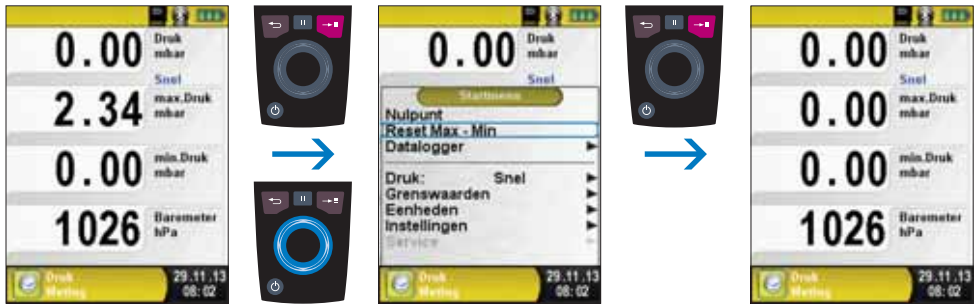 0.00 Druk mbar
Snel
2.34 max.Druk mbar
0.00 min.Druk mbar
1026 Barometer hPa
Druk Meting
29.11.13
08:02
0.00 Druk mbar
Snel
Startmenu
Nulpunt
Reset Max - Min
Datalogger
Druk: Snel
Grenswaarden
Eenheden
Instellingen
Service
Druk Meting
29.11.13
08:02
0.00 Druk mbar
Snel
0.00 max.Druk mbar
0.00 min.Druk mbar
1026 Barometer hPa
Druk Meting
29.11.13
08:02